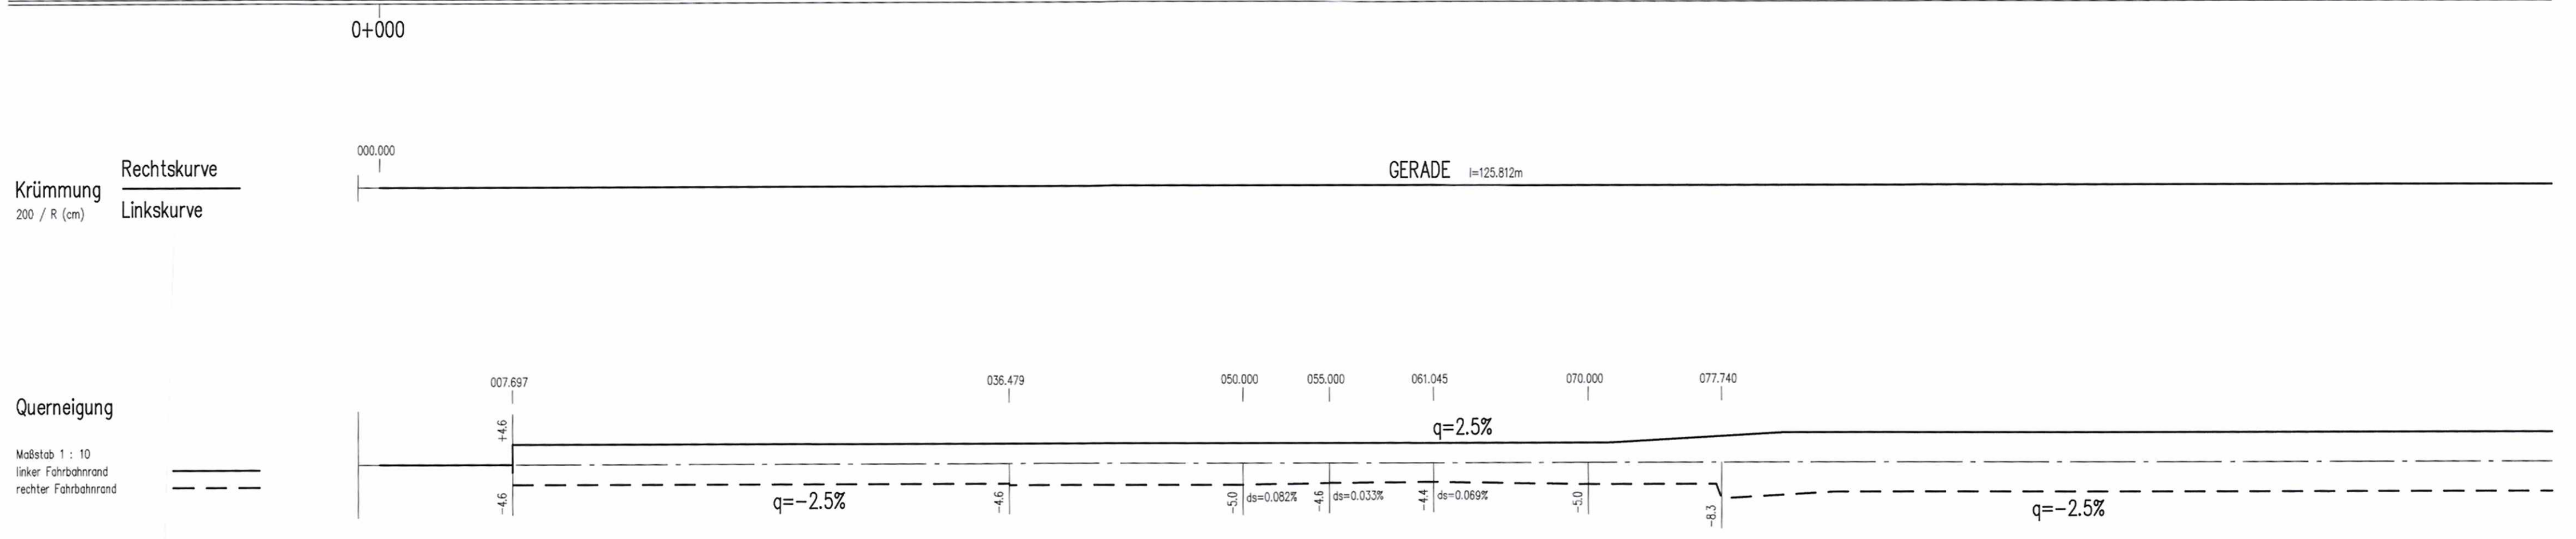 0+000
000.000
Rechtskurve
Krümmung
200 / R (cm)
Linkskurve
GERADE l=125.812m
007.697
036.479
050.000
055.000
061.045
070.000
077.740
Querneigung
+4.6
q=2.5%
Maßstab 1 : 10
linker Fahrbahnrand
rechter Fahrbahnrand
-4.6
q=-2.5%
-4.6
-5.0
ds=0.082%
-4.6
ds=0.033%
-4.4
ds=0.069%
-5.0
-8.3
q=-2.5%